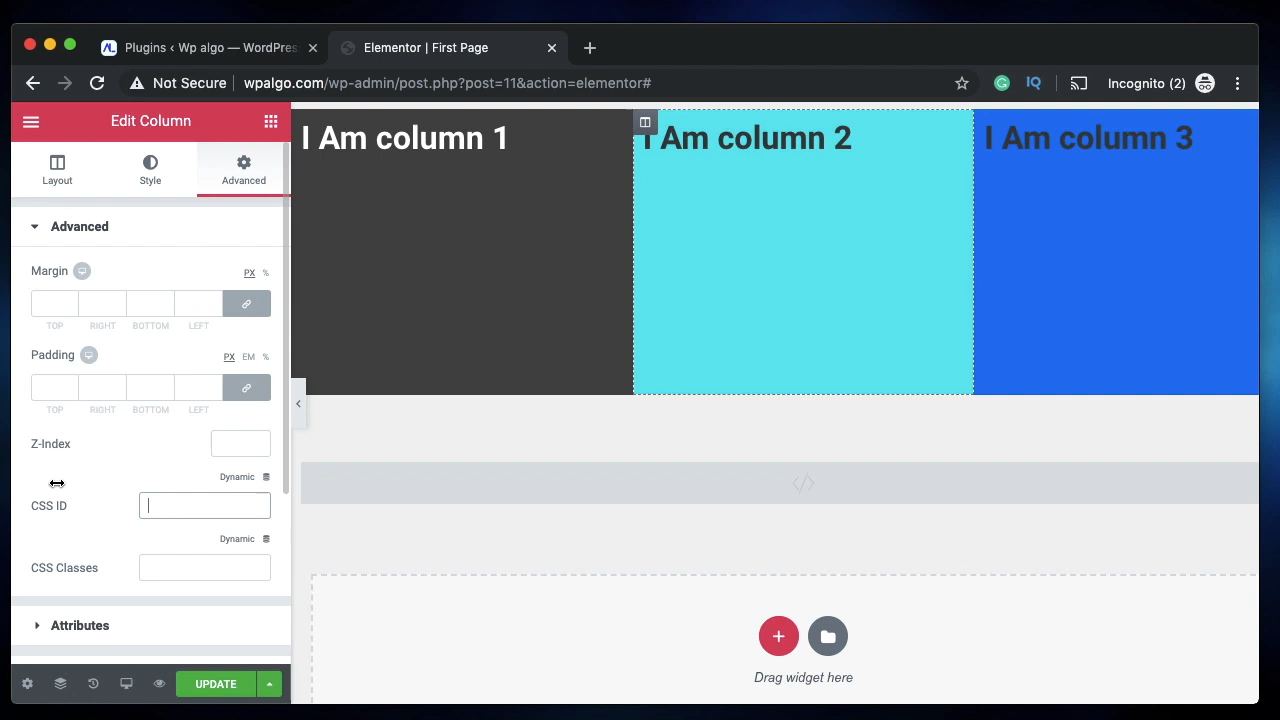 Plugins ‹ Wp algo — WordPres
Elementor | First Page
Not Secure
wpalgo.com/wp-admin/post.php?post=11&action=elementor#
Incognito (2)
Edit Column
Layout
Style
Advanced
Advanced
Margin
PX %
TOP RIGHT BOTTOM LEFT
Padding
PX EM %
TOP RIGHT BOTTOM LEFT
Z-Index
Dynamic
CSS ID
Dynamic
CSS Classes
Attributes
UPDATE
I Am column 1
I Am column 2
I Am column 3
Drag widget here